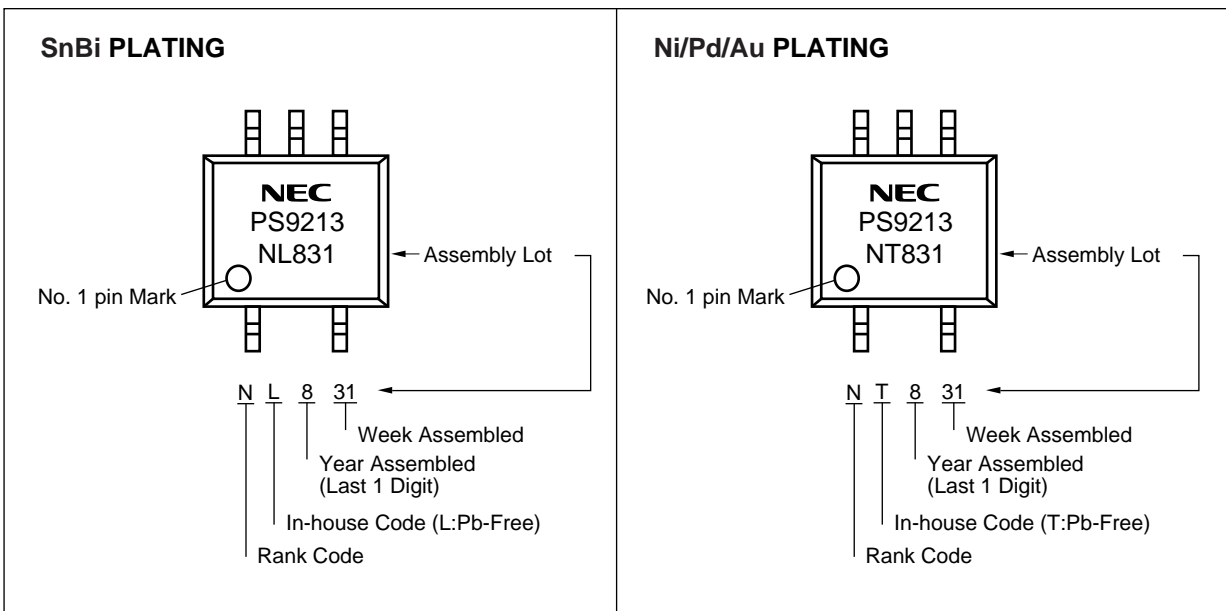 SnBi PLATING
NEC
PS9213
NL831
Assembly Lot
No. 1 pin Mark
N L 8 31
Week Assembled
Year Assembled
(Last 1 Digit)
In-house Code (L:Pb-Free)
Rank Code
Ni/Pd/Au PLATING
NEC
PS9213
NT831
Assembly Lot
No. 1 pin Mark
N T 8 31
Week Assembled
Year Assembled
(Last 1 Digit)
In-house Code (T:Pb-Free)
Rank Code